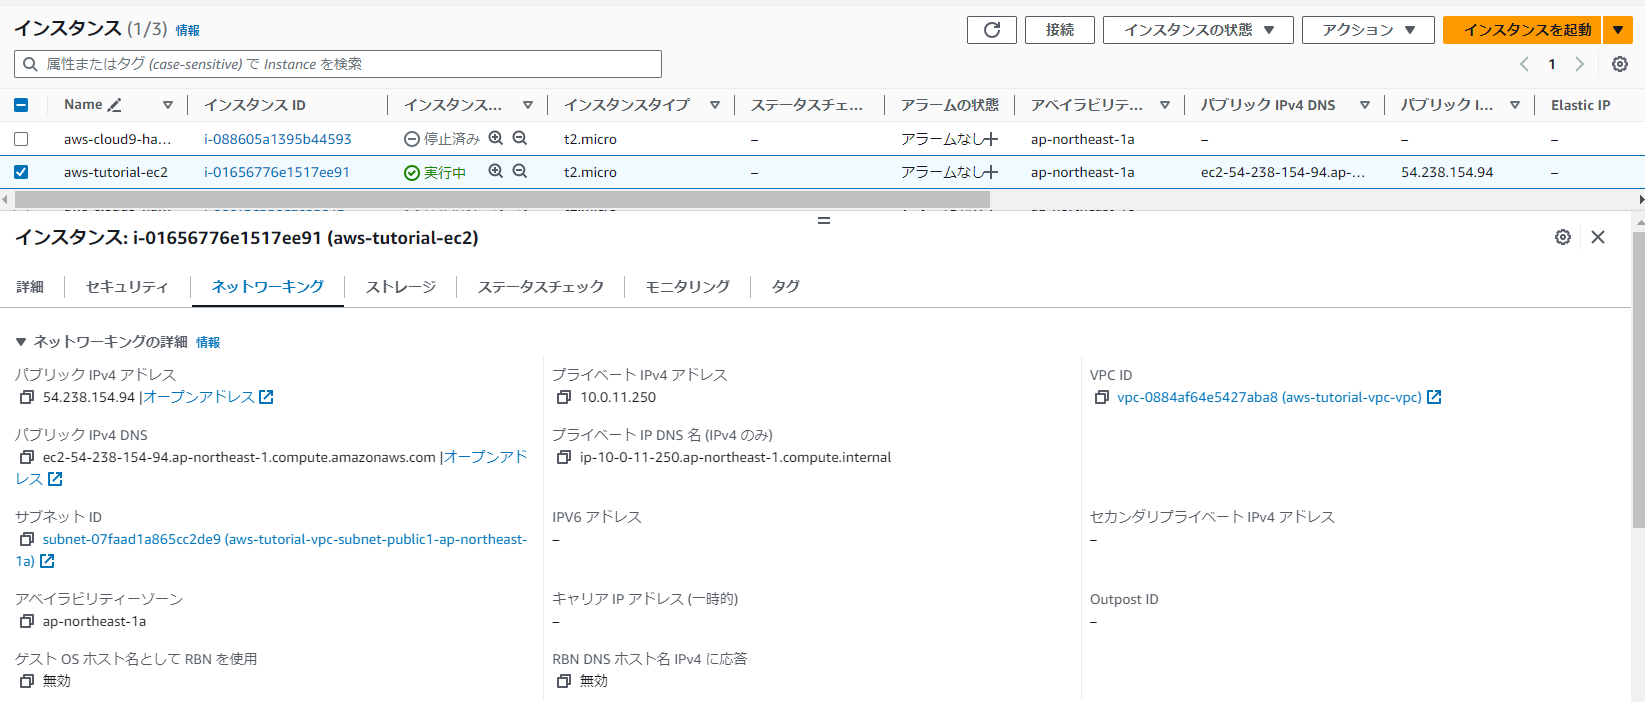 インスタンス (1/3) 情報
接続
インスタンスの状態
アクション
インスタンスを起動
属性またはタグ (case-sensitive) で Instance を検索
1
Name インスタンス ID インスタンス... インスタンスタイプ ステータスチェ... アラームの状態 アベイラビリテ... パブリック IPv4 DNS パブリック I... Elastic IP
aws-cloud9-ha... i-088605a1395b44593 停止済み t2.micro – アラームなし ap-northeast-1a – – –
aws-tutorial-ec2 i-01656776e1517ee91 実行中 t2.micro – アラームなし ap-northeast-1a ec2-54-238-154-94.ap-... 54.238.154.94 –
インスタンス: i-01656776e1517ee91 (aws-tutorial-ec2)
詳細 セキュリティ ネットワーキング ストレージ ステータスチェック モニタリング タグ
▼ ネットワーキングの詳細 情報
パブリック IPv4 アドレス
54.238.154.94 |オープンアドレス
プライベート IPv4 アドレス
10.0.11.250
VPC ID
vpc-0884af64e5427aba8 (aws-tutorial-vpc-vpc)
パブリック IPv4 DNS
ec2-54-238-154-94.ap-northeast-1.compute.amazonaws.com |オープンアド
レス
プライベート IP DNS 名 (IPv4 のみ)
ip-10-0-11-250.ap-northeast-1.compute.internal
サブネット ID
subnet-07faad1a865cc2de9 (aws-tutorial-vpc-subnet-public1-ap-northeast-
1a)
IPV6 アドレス
–
セカンダリプライベート IPv4 アドレス
–
アベイラビリティーゾーン
ap-northeast-1a
キャリア IP アドレス (一時的)
–
Outpost ID
–
ゲスト OS ホスト名として RBN を使用
無効
RBN DNS ホスト名 IPv4 に応答
無効